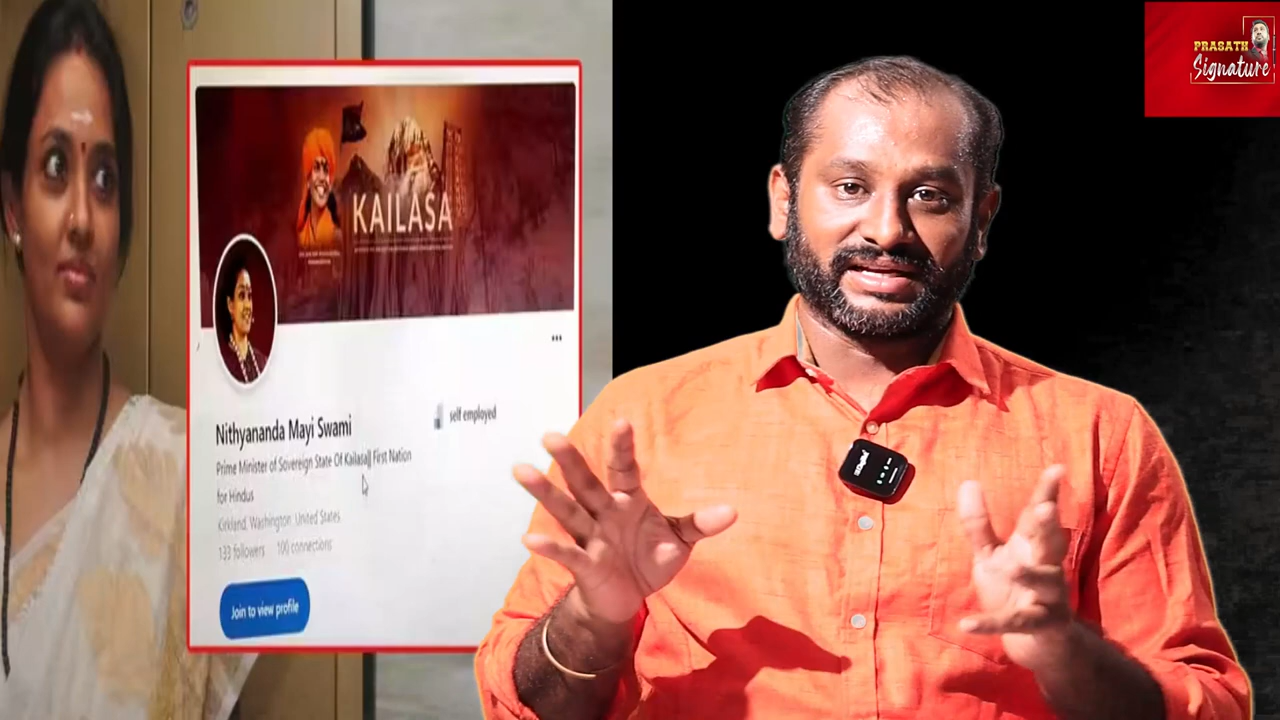 PRASATH
Signature
KAILASA
Nithyananda Mayi Swami
self employed
Prime Minister of Sovereign State Of Kailasa|| First Nation
for Hindus
Kirkland, Washington, United States
133 followers 100 connections
Join to view profile